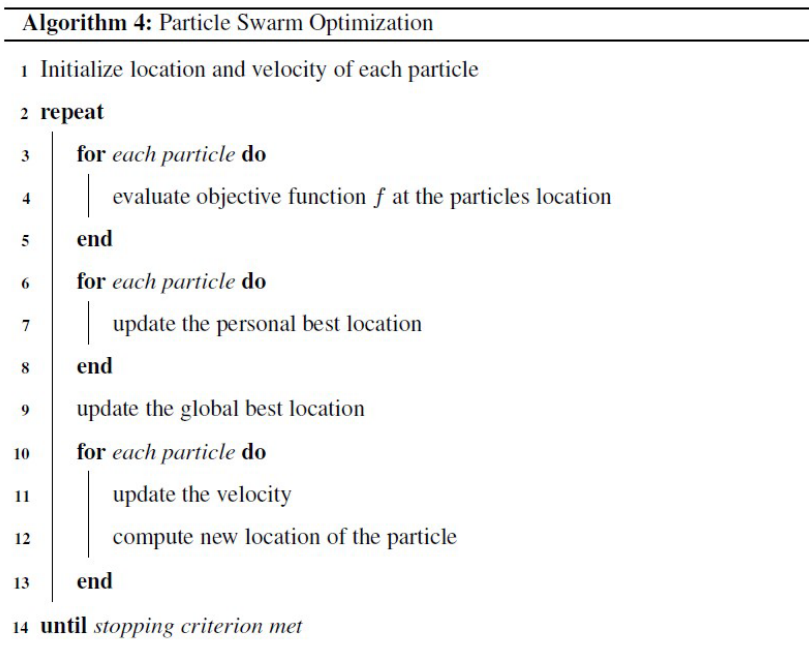 Algorithm 4: Particle Swarm Optimization
1 Initialize location and velocity of each particle
2 repeat
3 for each particle do
4 evaluate objective function f at the particles location
5 end
6 for each particle do
7 update the personal best location
8 end
9 update the global best location
10 for each particle do
11 update the velocity
12 compute new location of the particle
13 end
14 until stopping criterion met